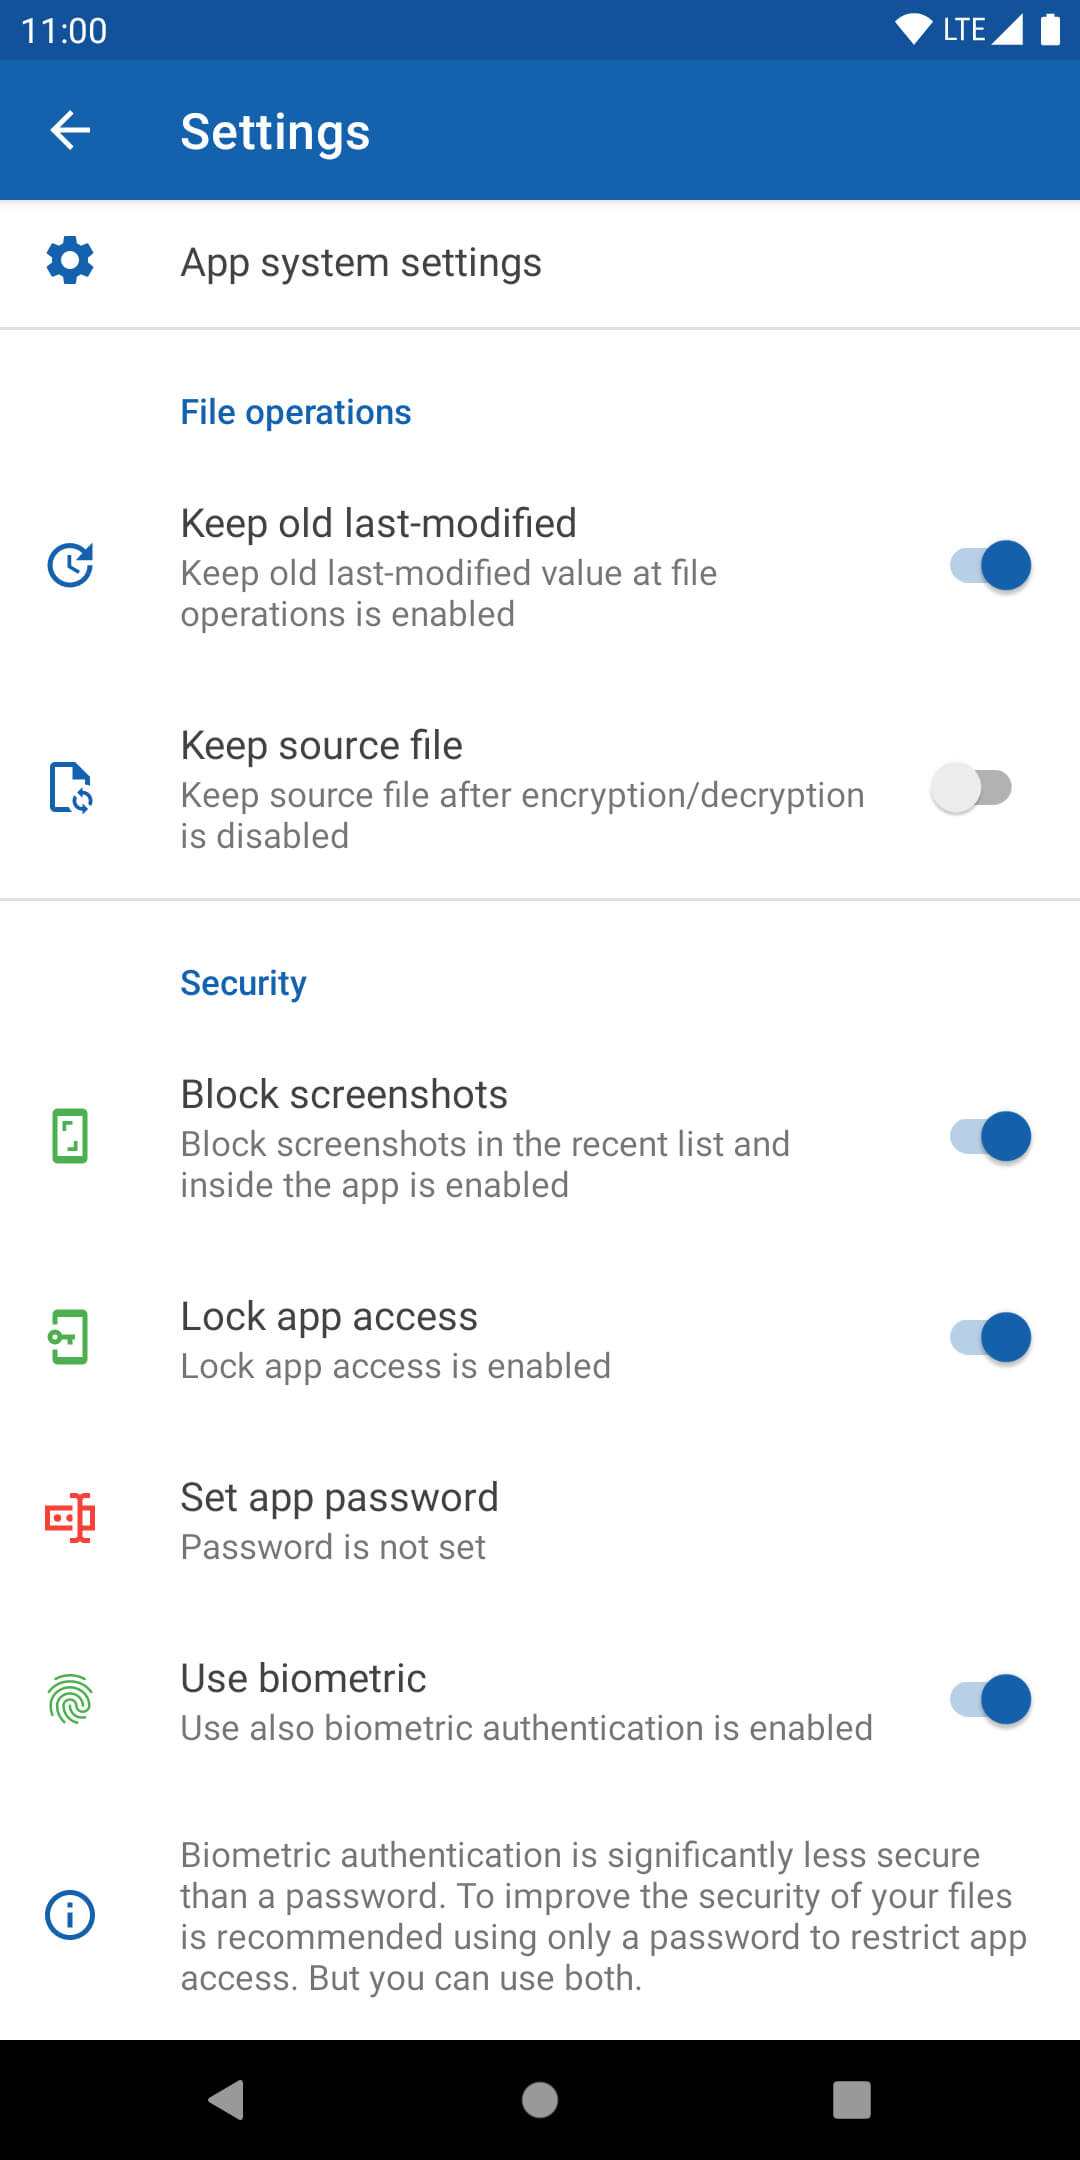 11:00
LTE
Settings
App system settings
File operations
Keep old last-modified
Keep old last-modified value at file
operations is enabled
Keep source file
Keep source file after encryption/decryption
is disabled
Security
Block screenshots
Block screenshots in the recent list and
inside the app is enabled
Lock app access
Lock app access is enabled
Set app password
Password is not set
Use biometric
Use also biometric authentication is enabled
Biometric authentication is significantly less secure
than a password. To improve the security of your files
is recommended using only a password to restrict app
access. But you can use both.